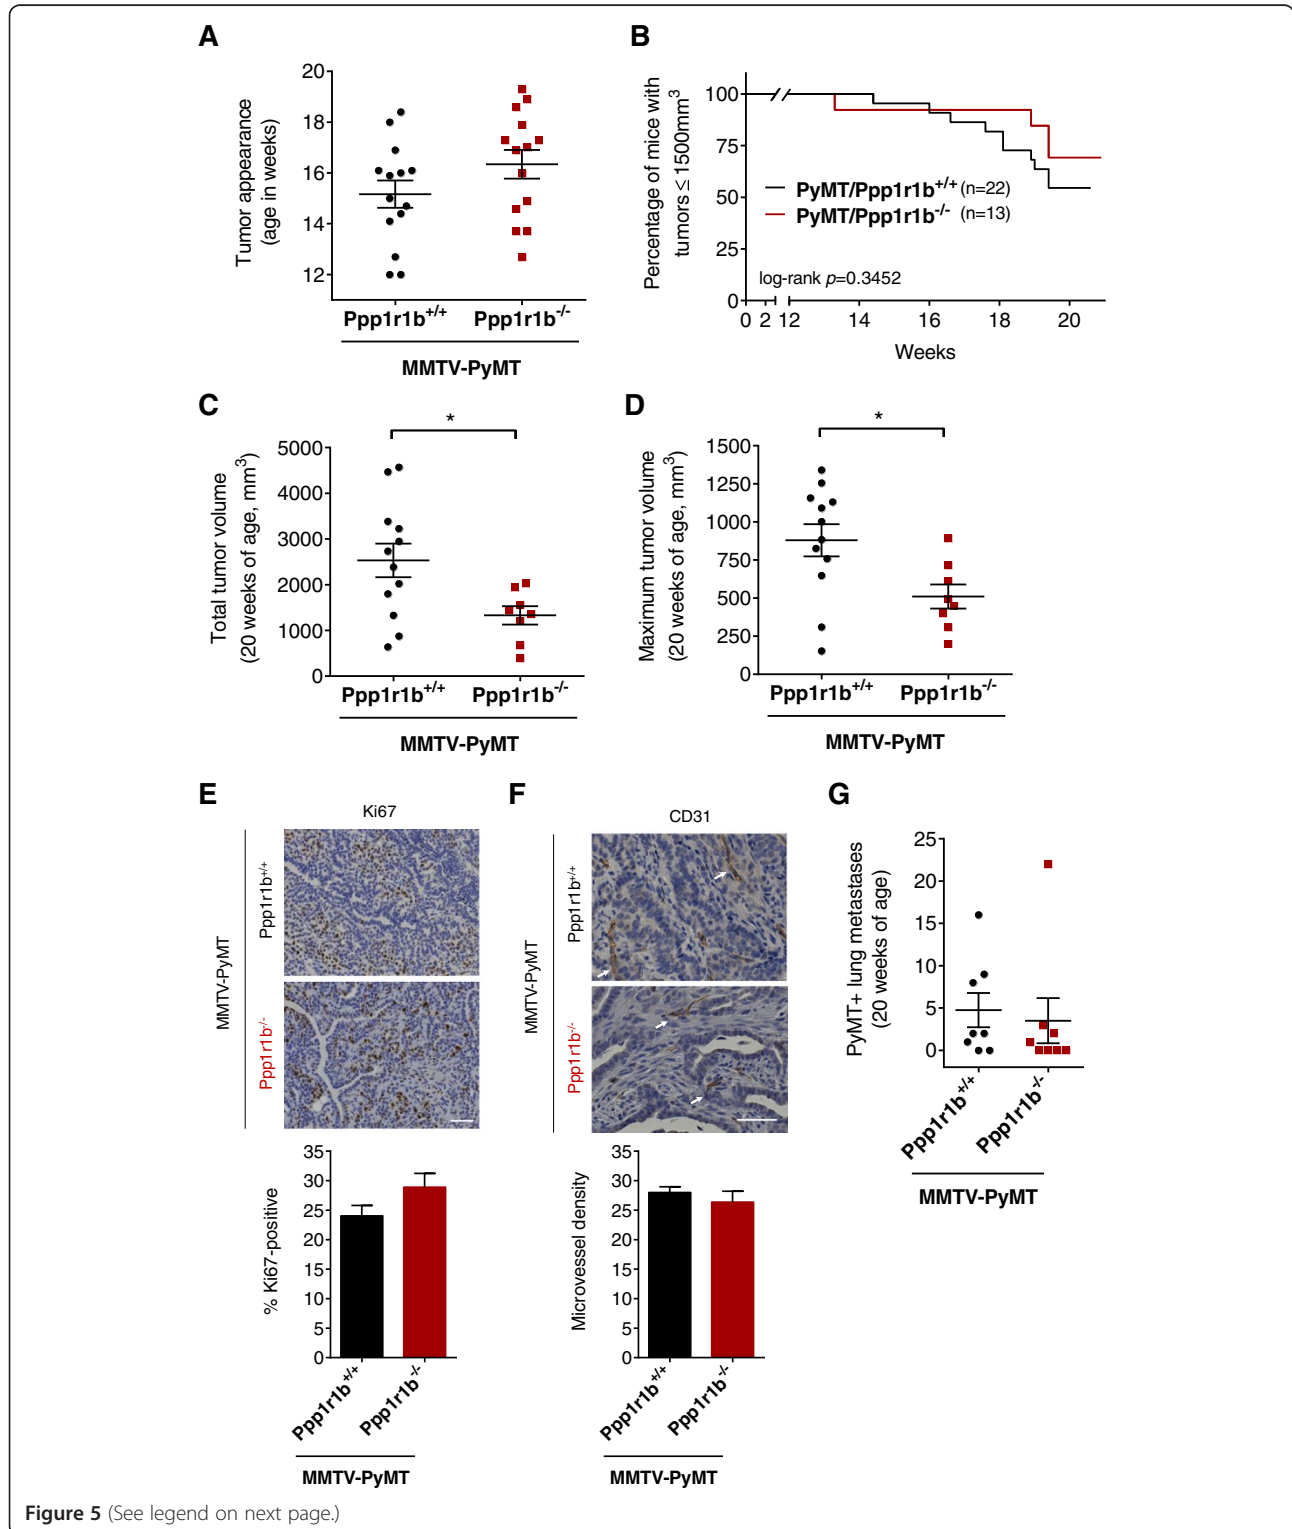 A
Tumor appearance
(age in weeks)
20
18
16
14
12
Ppp1r1b+/+
Ppp1r1b-/-
MMTV-PyMT
B
Percentage of mice with
tumors ≤ 1500mm3
100
75
50
25
0
PyMT/Ppp1r1b+/+ (n=22)
PyMT/Ppp1r1b-/- (n=13)
log-rank p=0.3452
0 2 12 14 16 18 20
Weeks
C
Total tumor volume
(20 weeks of age, mm3)
5000
4000
3000
2000
1000
0
*
Ppp1r1b+/+
Ppp1r1b-/-
MMTV-PyMT
D
Maximum tumor volume
(20 weeks of age, mm3)
1500
1250
1000
750
500
250
0
*
Ppp1r1b+/+
Ppp1r1b-/-
MMTV-PyMT
E
Ki67
MMTV-PyMT
Ppp1r1b+/+
Ppp1r1b-/-
% Ki67-positive
35
30
25
20
15
10
5
0
Ppp1r1b+/+
Ppp1r1b-/-
MMTV-PyMT
F
CD31
MMTV-PyMT
Ppp1r1b+/+
Ppp1r1b-/-
Microvessel density
35
30
25
20
15
10
5
0
Ppp1r1b+/+
Ppp1r1b-/-
MMTV-PyMT
G
PyMT+ lung metastases
(20 weeks of age)
25
20
15
10
5
0
Ppp1r1b+/+
Ppp1r1b-/-
MMTV-PyMT
Figure 5 (See legend on next page.)